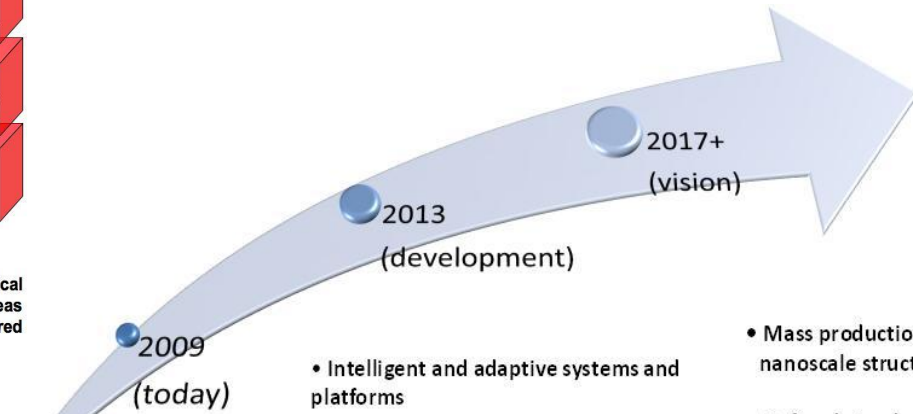 2017+
(vision)
2013
(development)
cal
eas
red
2009
(today)
• Intelligent and adaptive systems and
platforms
• Mass productio
nanoscale struct